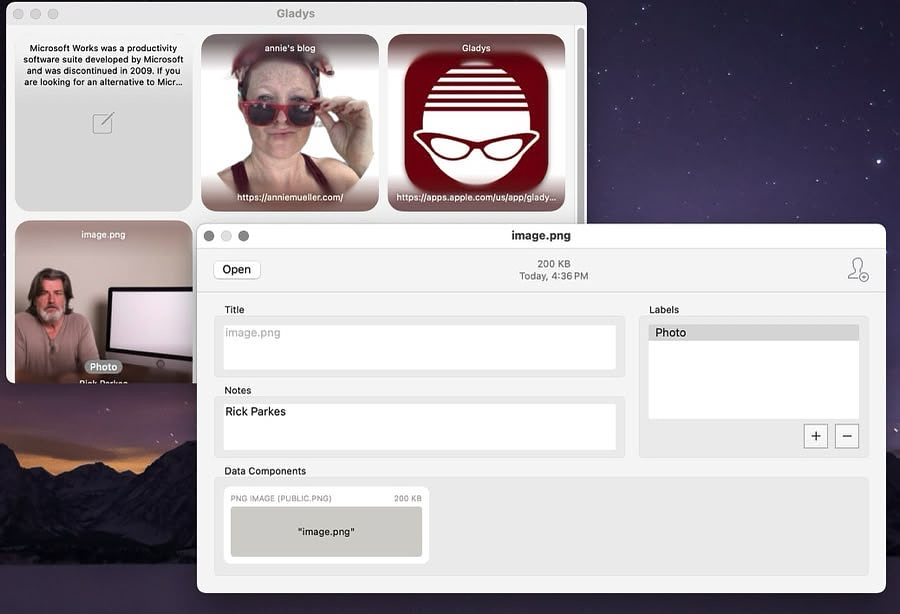 Gladys
Microsoft Works was a productivity
software suite developed by Microsoft
and was discontinued in 2009. If you
are looking for an alternative to Micr...
annie's blog
https://anniemueller.com/
Gladys
https://apps.apple.com/us/app/glady...
image.png
Photo
Rick Parkes
image.png
Open
200 KB
Today, 4:36 PM
Title
image.png
Notes
Rick Parkes
Labels
Photo
+
−
Data Components
PNG IMAGE (PUBLIC.PNG)
200 KB
"image.png"